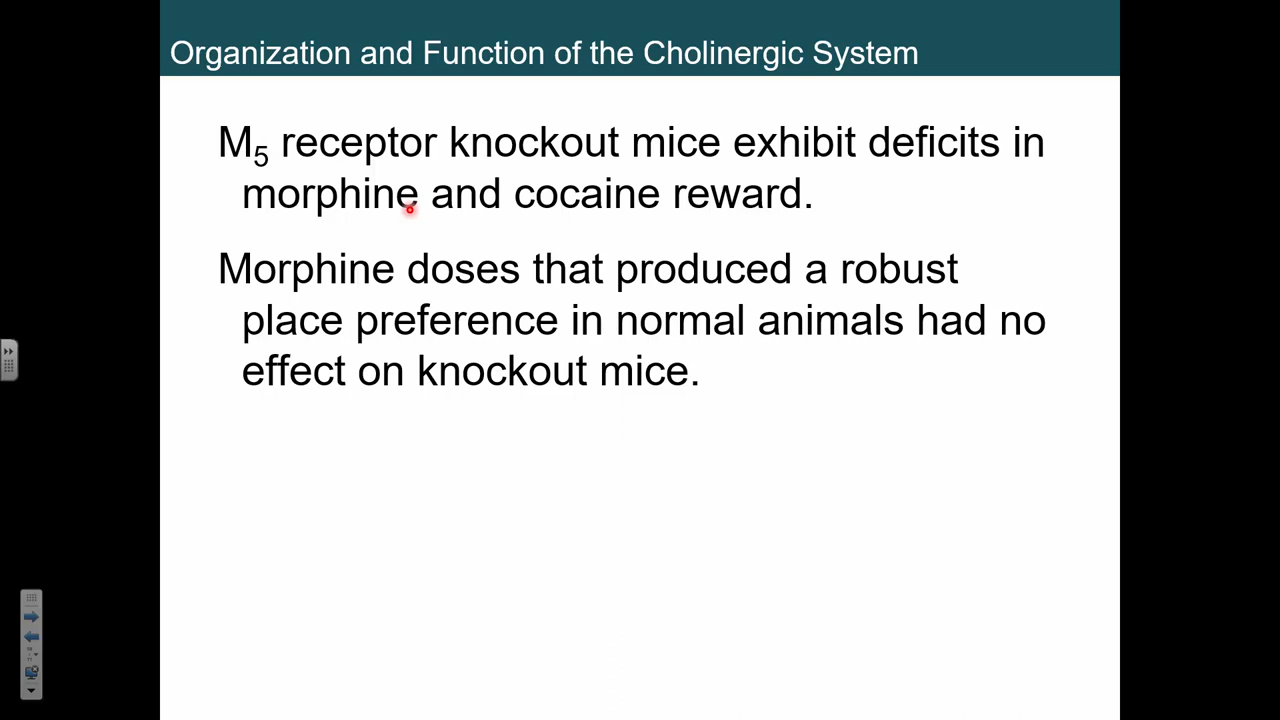 Organization and Function of the Cholinergic System
M₅ receptor knockout mice exhibit deficits in
morphine and cocaine reward.
Morphine doses that produced a robust
place preference in normal animals had no
effect on knockout mice.